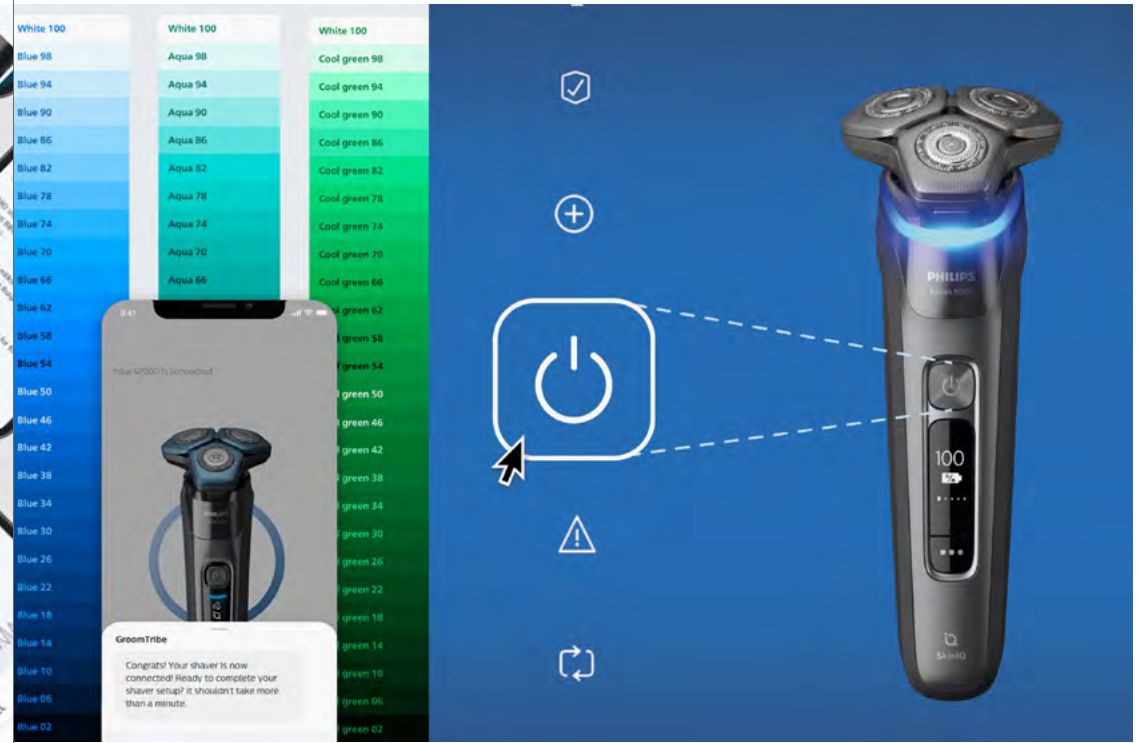 White 100
Blue 98
Blue 94
Blue 90
Blue 86
Blue 82
Blue 78
Blue 74
Blue 70
Blue 66
Blue 62
Blue 58
Blue 54
Blue 50
Blue 46
Blue 42
Blue 38
Blue 34
Blue 30
Blue 26
Blue 22
Blue 18
Blue 14
Blue 10
Blue 06
Blue 02
White 100
Aqua 98
Aqua 94
Aqua 90
Aqua 86
Aqua 82
Aqua 78
Aqua 74
Aqua 70
Aqua 66
White 100
Cool green 98
Cool green 94
Cool green 90
Cool green 86
Cool green 82
Cool green 78
Cool green 74
Cool green 70
Cool green 66
green 62
green 58
green 54
green 50
green 46
green 42
green 38
green 34
green 30
green 26
green 22
green 18
green 14
green 10
green 06
green 02
9:41
Your S7000 is connected
PHILIPS
GroomTribe
Congrats! Your shaver is now
connected! Ready to complete your
shaver setup? It shouldn't take more
than a minute.
PHILIPS
100
%
SkinIQ